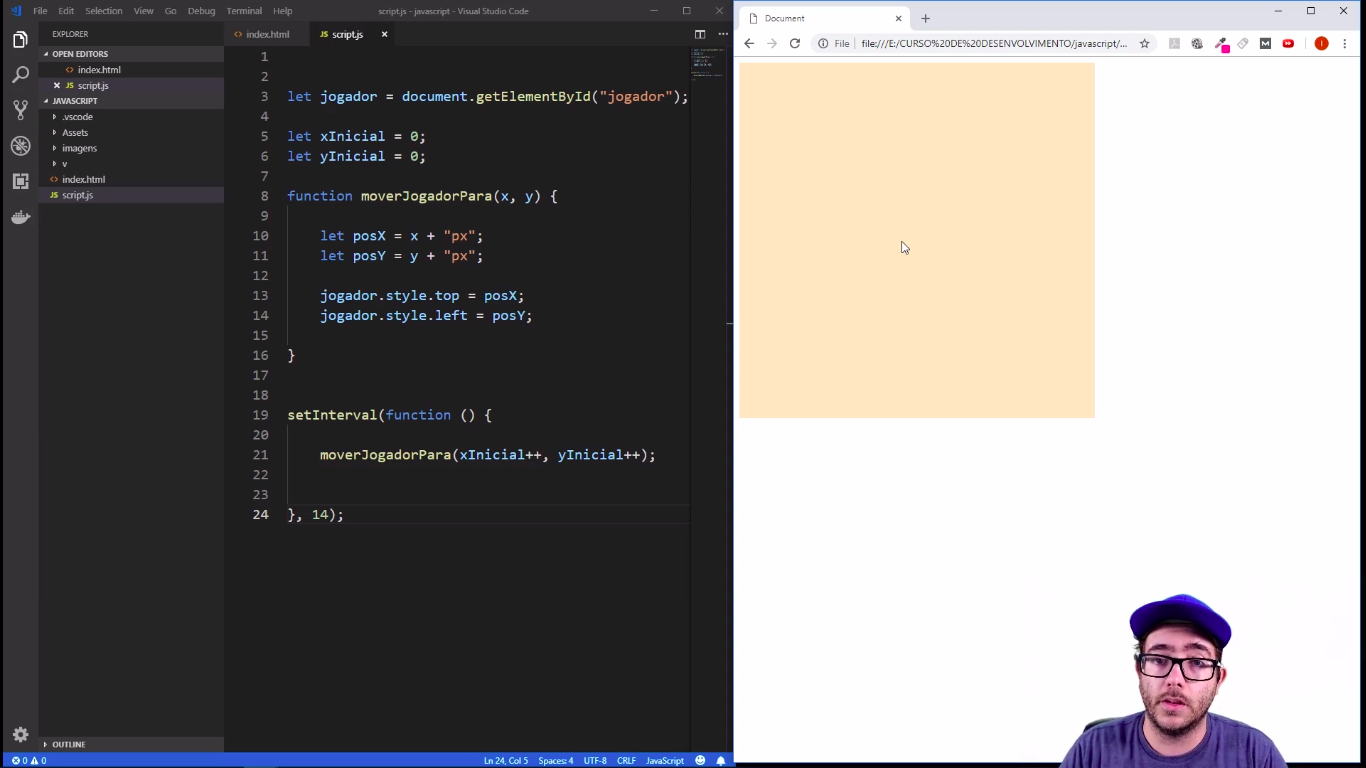 File Edit Selection View Go Debug Terminal Help script.js - javascript - Visual Studio Code
EXPLORER
OPEN EDITORS
index.html
JS script.js
JAVASCRIPT
.vscode
Assets
imagens
v
index.html
JS script.js
OUTLINE
index.html JS script.js
1
2
3 let jogador = document.getElementById("jogador");
4
5 let xInicial = 0;
6 let yInicial = 0;
7
8 function moverJogadorPara(x, y) {
9
10 let posX = x + "px";
11 let posY = y + "px";
12
13 jogador.style.top = posX;
14 jogador.style.left = posY;
15
16 }
17
18
19 setInterval(function () {
20
21 moverJogadorPara(xInicial++, yInicial++);
22
23
24 }, 14);
0 0 Ln 24, Col 5 Spaces: 4 UTF-8 CRLF JavaScript
Document
File file:///E:/CURSO%20DE%20DESENVOLVIMENTO/javascript/...